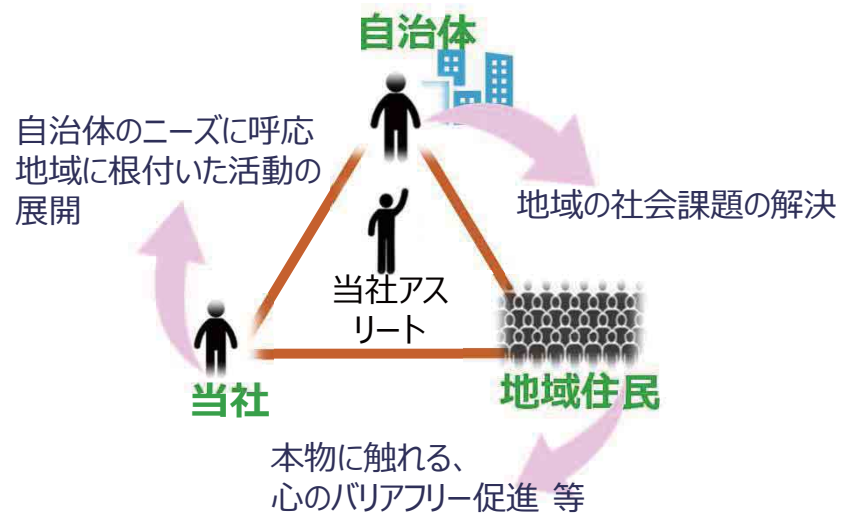 自治体
自治体のニーズに呼応
地域に根付いた活動の
展開
地域の社会課題の解決
当社アス
リート
当社
地域住民
本物に触れる、
心のバリアフリー促進 等